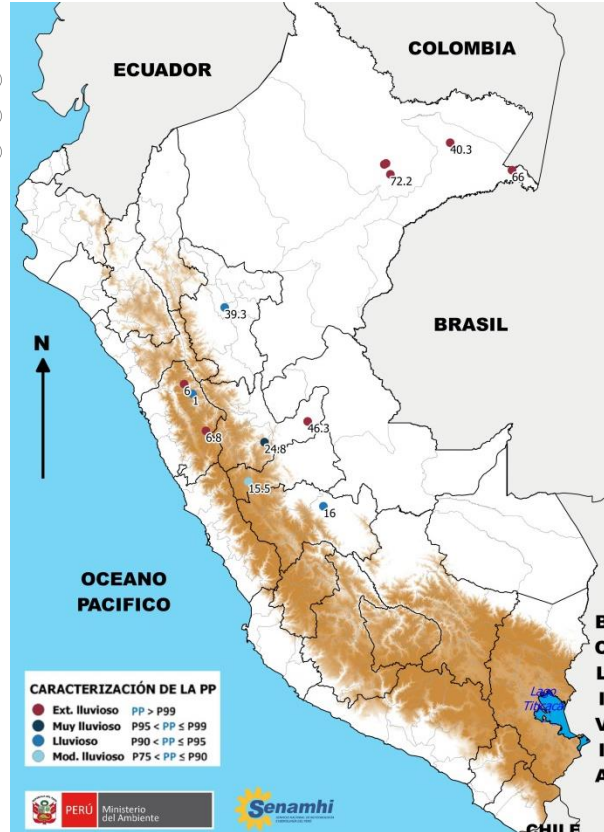 COLOMBIA
ECUADOR
40.3
72.2
66
39.3
BRASIL
N
6
1
6.8
46.3
24.8
15.5
16
OCEANO
PACIFICO
BOLIVIA
Lago
Titicaca
CARACTERIZACIÓN DE LA PP
Ext. lluvioso PP > P99
Muy lluvioso P95 < PP ≤ P99
Lluvioso P90 < PP ≤ P95
Mod. lluvioso P75 < PP ≤ P90
PERÚ
Ministerio
del Ambiente
Senamhi
CHILE